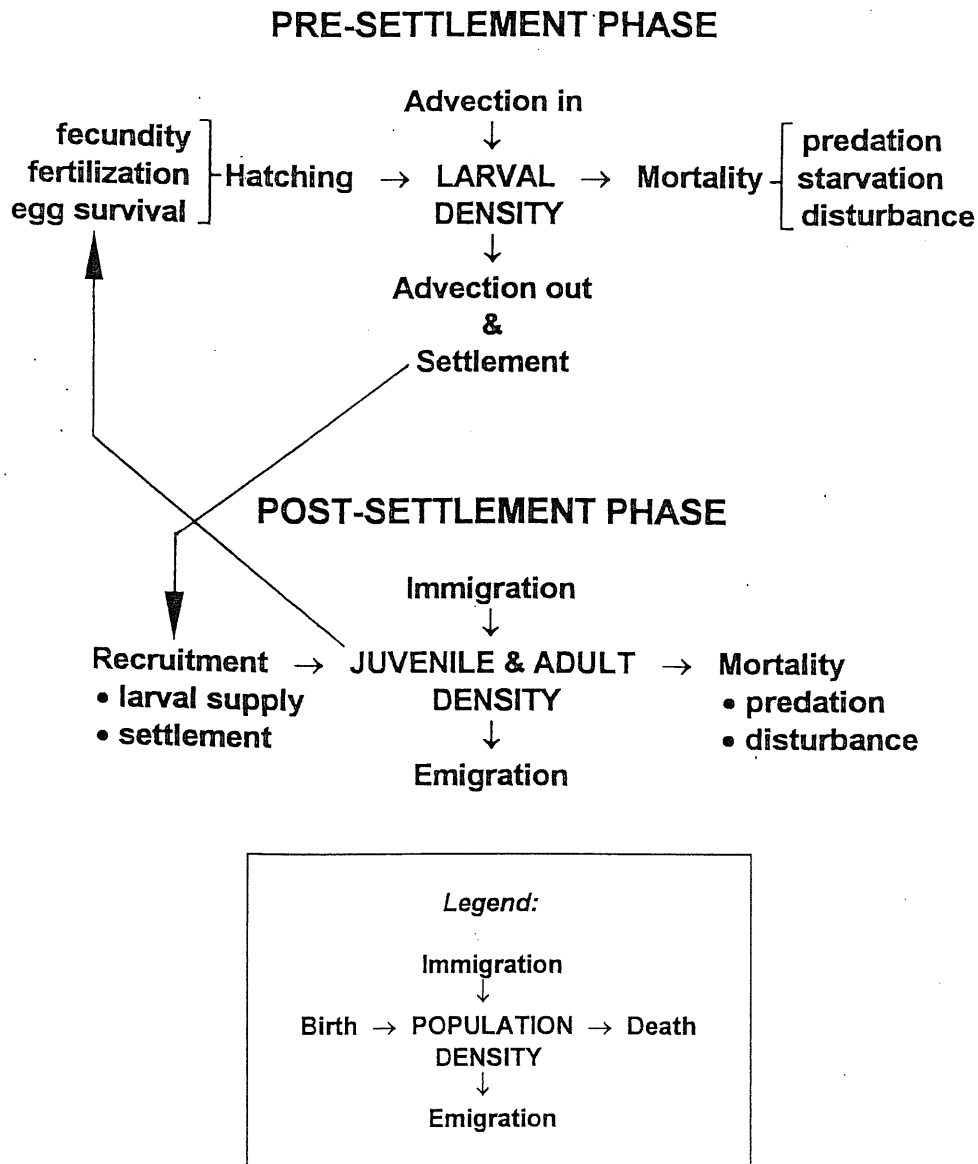 PRE-SETTLEMENT PHASE
Advection in
↓
fecundity
fertilization
egg survival
Hatching → LARVAL → Mortality
DENSITY
predation
starvation
disturbance
↓
Advection out
&
Settlement
POST-SETTLEMENT PHASE
Immigration
↓
Recruitment → JUVENILE & ADULT → Mortality
• larval supply DENSITY • predation
• settlement ↓ • disturbance
Emigration
Legend:
Immigration
↓
Birth → POPULATION → Death
DENSITY
↓
Emigration